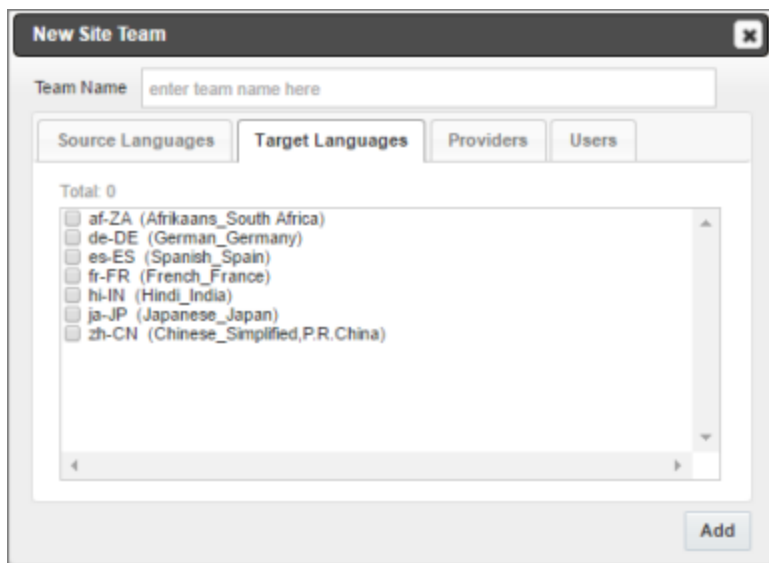 New Site Team
Team Name enter team name here
Source Languages Target Languages Providers Users
Total: 0
af-ZA (Afrikaans_South Africa)
de-DE (German_Germany)
es-ES (Spanish_Spain)
fr-FR (French_France)
hi-IN (Hindi_India)
ja-JP (Japanese_Japan)
zh-CN (Chinese_Simplified,P.R.China)
Add